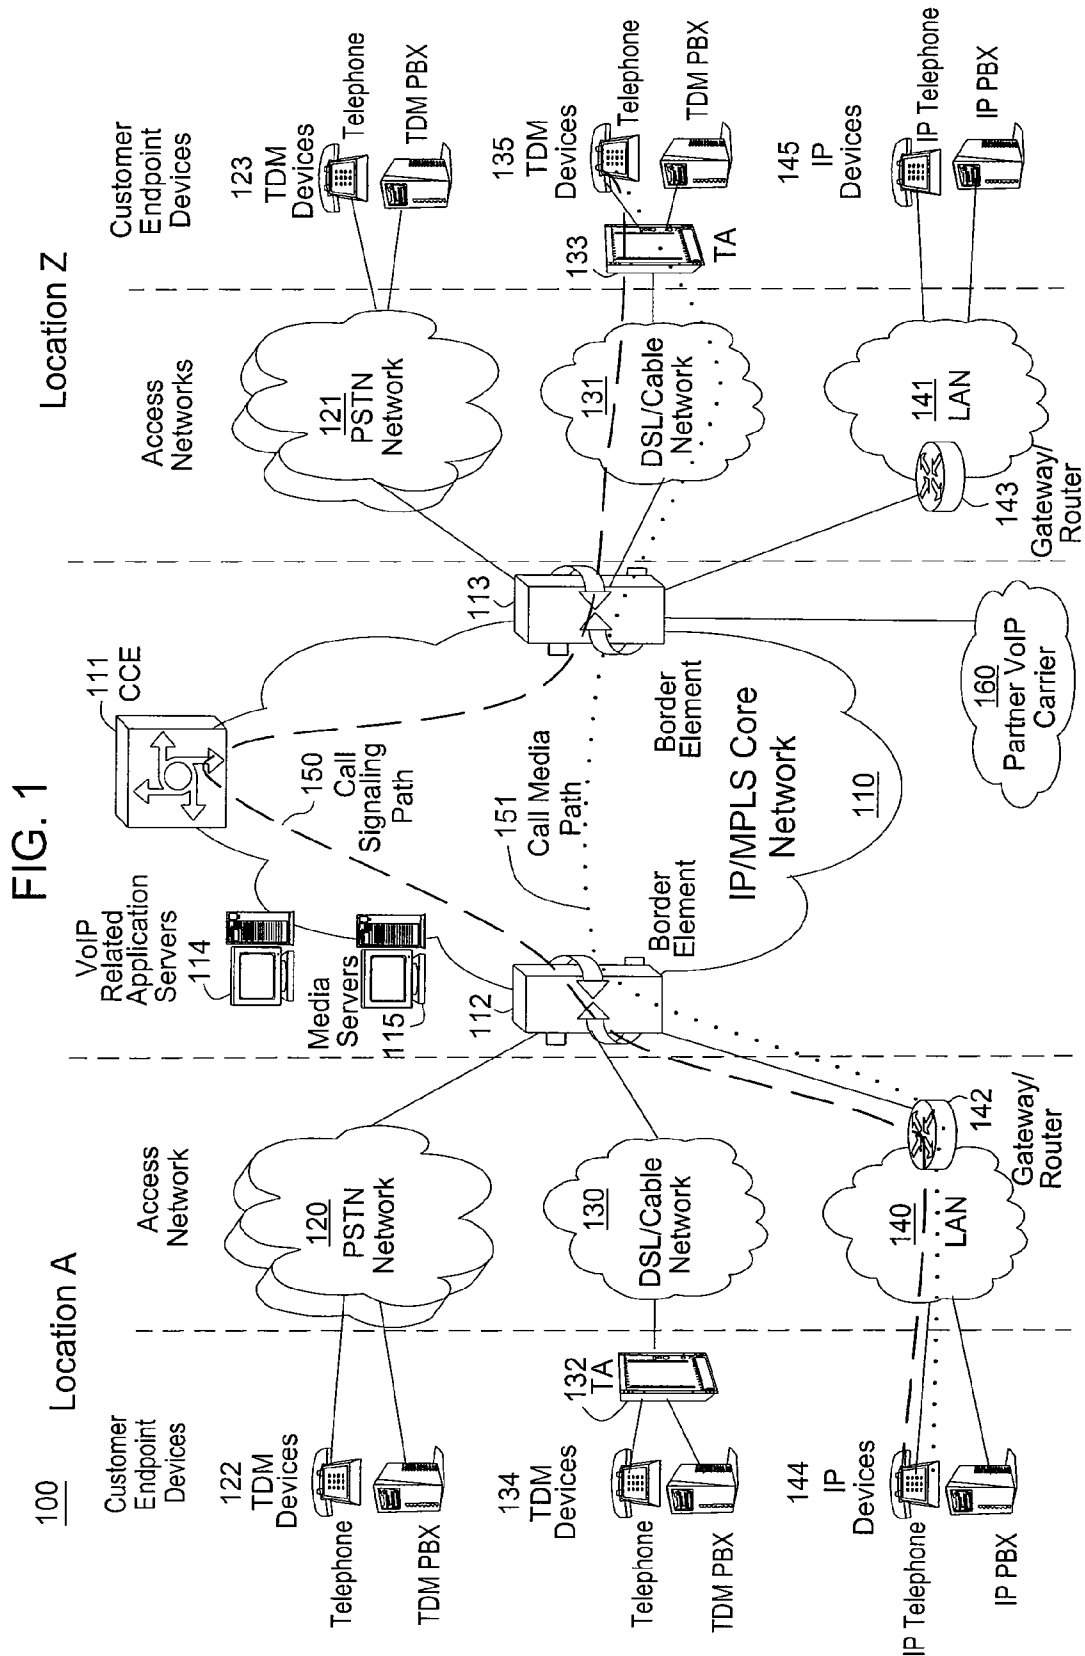 FIG. 1
100
Location A
Location Z
Customer
Endpoint
Devices
Access
Network
VoIP
Related
Application
Servers
114
111
CCE
Access
Networks
Customer
Endpoint
Devices
122
TDM
Devices
Telephone
TDM PBX
120
PSTN
Network
Media
Servers
115
112
150
Call
Signaling
Path
113
121
PSTN
Network
123
TDM
Devices
Telephone
TDM PBX
134
TDM
Devices
Telephone
TDM PBX
132
TA
130
DSL/Cable
Network
151
Call Media
Path
Border
Element
Border
Element
131
DSL/Cable
Network
133
TA
135
TDM
Devices
Telephone
TDM PBX
IP/MPLS Core
Network
110
144
IP
Devices
IP Telephone
IP PBX
140
LAN
142
Gateway/
Router
160
Partner VoIP
Carrier
143
Gateway/
Router
141
LAN
145
IP
Devices
IP Telephone
IP PBX